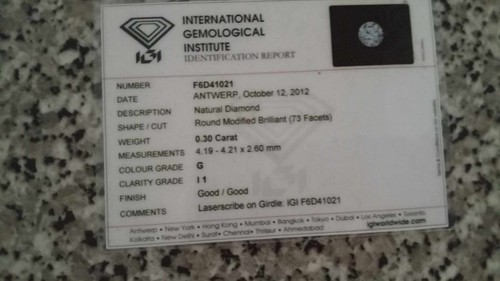 INTERNATIONAL
GEMOLOGICAL
INSTITUTE
IDENTIFICATION REPORT
IGI
NUMBER F6D41021
DATE ANTWERP, October 12, 2012
DESCRIPTION Natural Diamond
SHAPE / CUT Round Modified Brilliant (73 Facets)
WEIGHT 0.30 Carat
MEASUREMENTS 4.19 - 4.21 x 2.60 mm
COLOUR GRADE G
CLARITY GRADE I 1
FINISH Good / Good
COMMENTS Laserscribe on Girdle. IGI F6D41021
Antwerp • New York • Hong Kong • Mumbai • Bangkok • Tokyo • Dubai • Los Angeles • Toronto
Kolkata • New Delhi • Surat • Chennai • Thrissur • Ahmedabad
igiworldwide.com